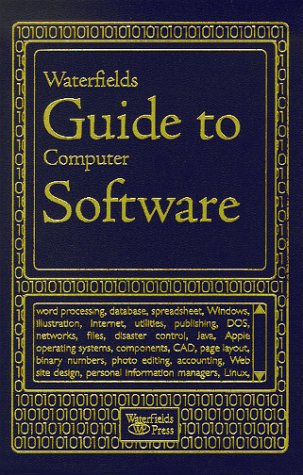 Waterfields
Guide to
Computer
Software
word processing, database, spreadsheet, Windows,
illustration, Internet, utilities, publishing, DOS,
networks, files, disaster control, Java, Apple
operating systems, components, CAD, page layout,
binary numbers, photo editing, accounting, Web
site design, personal information managers, Linux,
Waterfields
WP Press